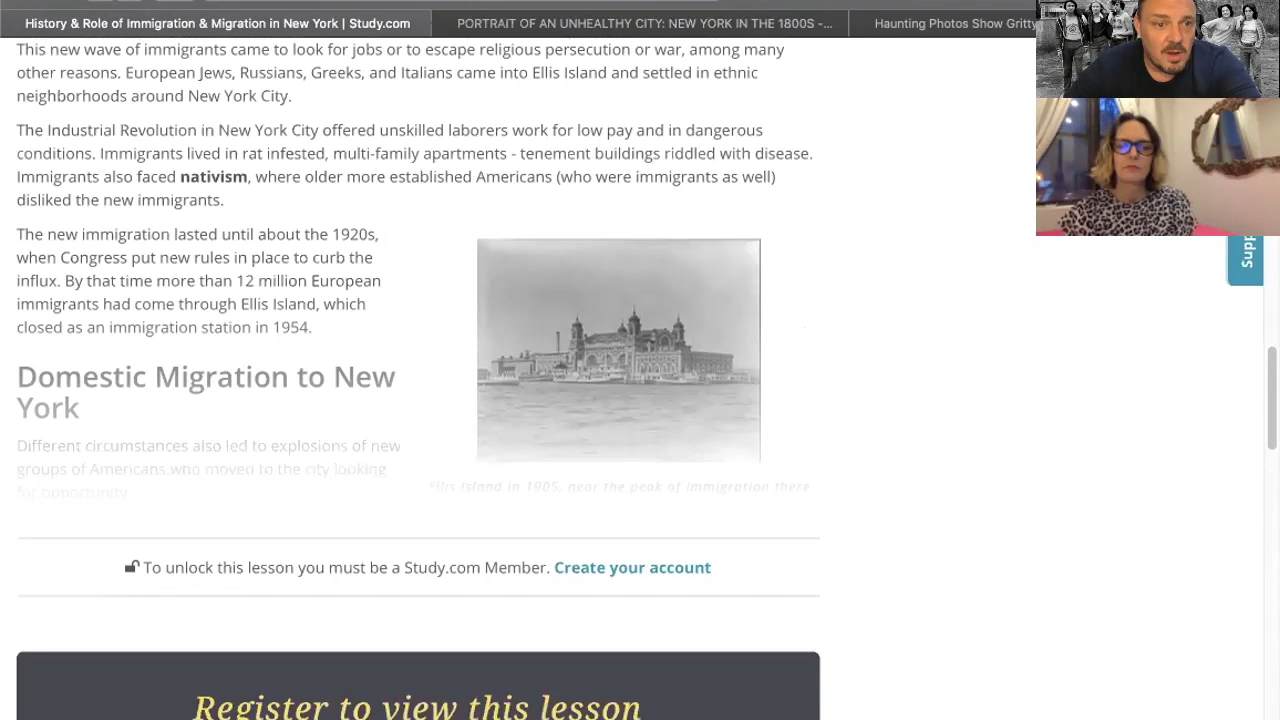 History & Role of Immigration & Migration in New York | Study.com
PORTRAIT OF AN UNHEALTHY CITY: NEW YORK IN THE 1800S -...
Haunting Photos Show Gritty
This new wave of immigrants came to look for jobs or to escape religious persecution or war, among many
other reasons. European Jews, Russians, Greeks, and Italians came into Ellis Island and settled in ethnic
neighborhoods around New York City.
The Industrial Revolution in New York City offered unskilled laborers work for low pay and in dangerous
conditions. Immigrants lived in rat infested, multi-family apartments - tenement buildings riddled with disease.
Immigrants also faced nativism, where older more established Americans (who were immigrants as well)
disliked the new immigrants.
The new immigration lasted until about the 1920s,
when Congress put new rules in place to curb the
influx. By that time more than 12 million European
immigrants had come through Ellis Island, which
closed as an immigration station in 1954.
Domestic Migration to New
York
Different circumstances also led to explosions of new
groups of Americans who moved to the city looking
for opportunity.
Ellis Island in 1905, near the peak of immigration there
Supp
To unlock this lesson you must be a Study.com Member. Create your account
Register to view this lesson